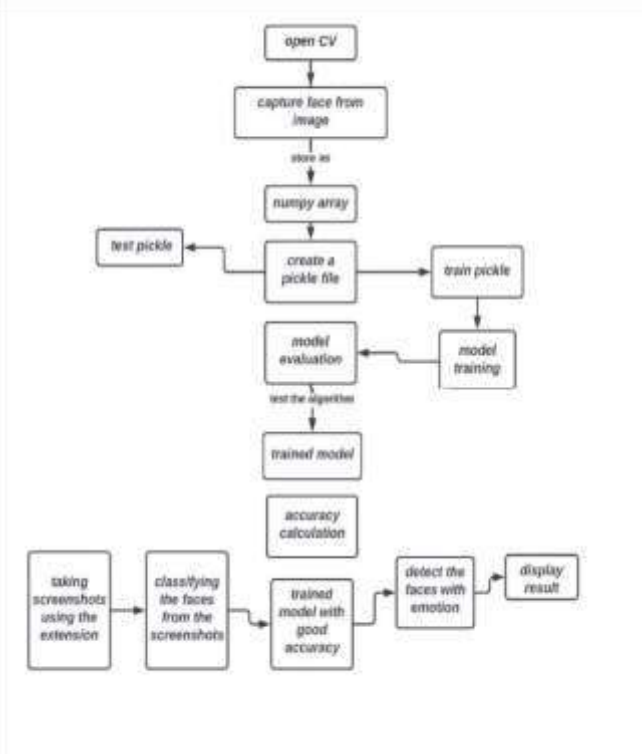 open CV
capture face from
image
store as
numpy array
test pickle
create a
pickle file
train pickle
model
evaluation
model
training
test the algorithm
trained model
accuracy
calculation
taking
screenshots
using the
extension
classifying
the faces
from the
screenshots
trained
model with
good
accuracy
detect the
faces with
emotion
display
result